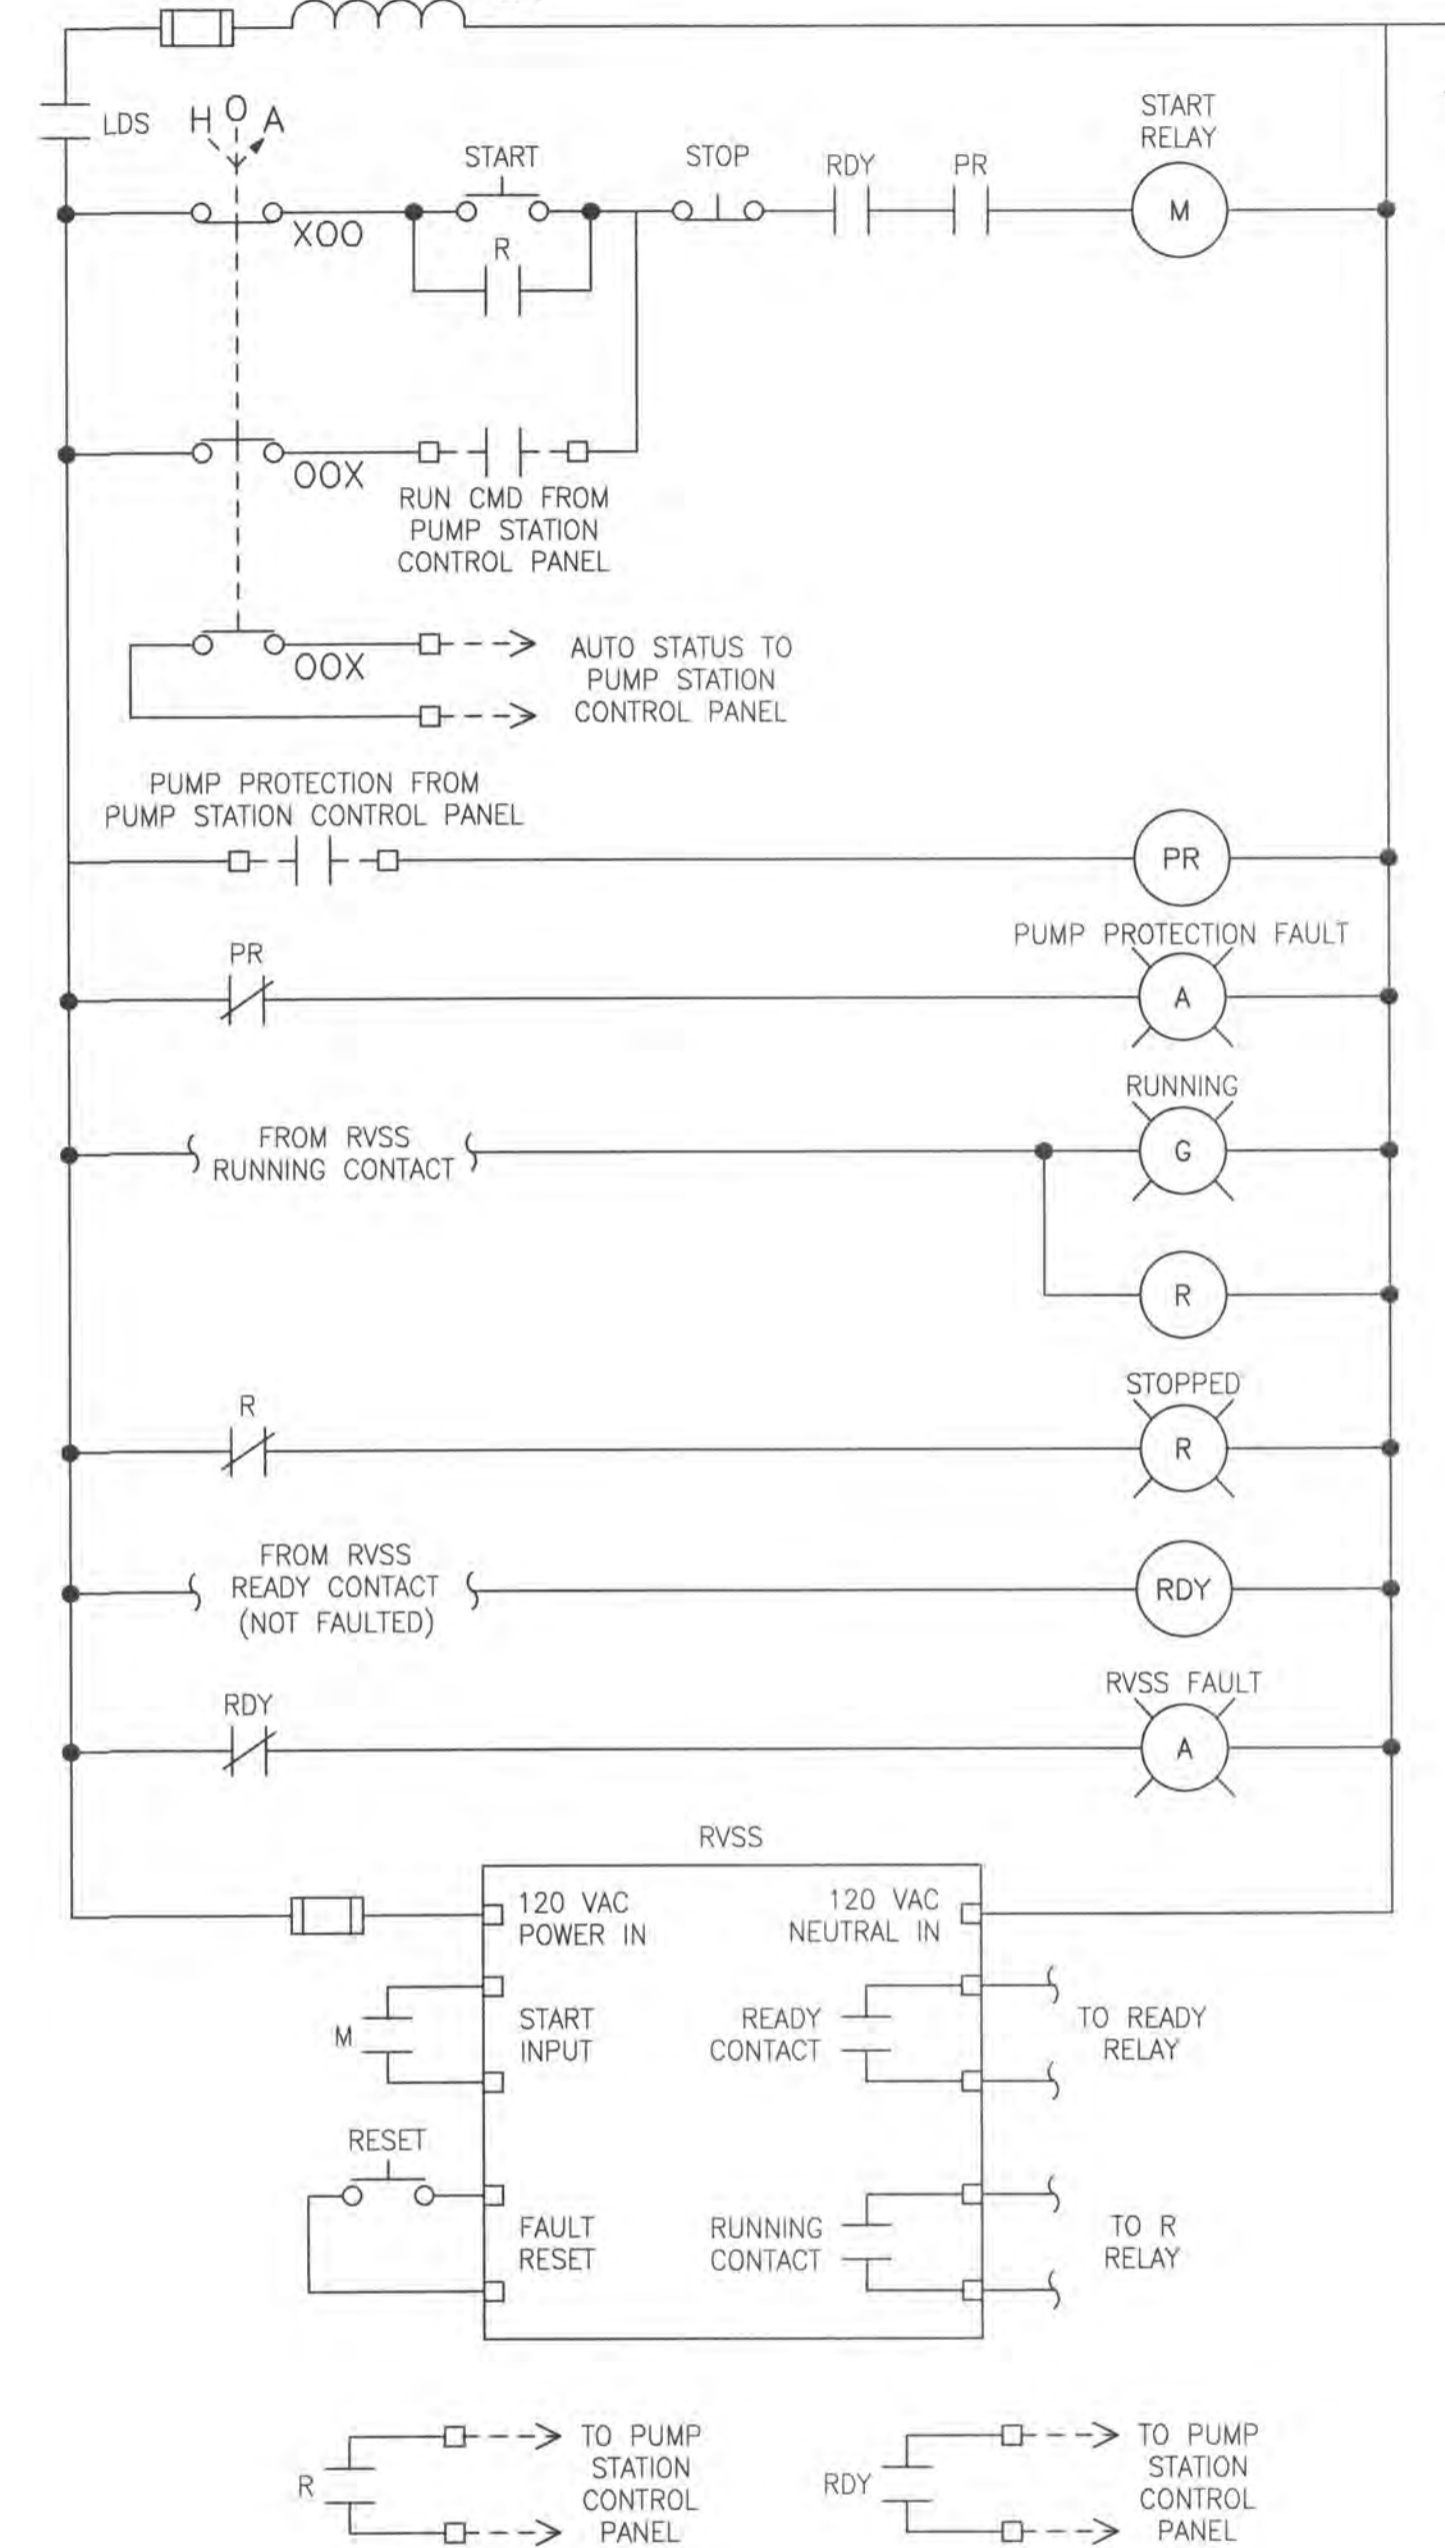 LDS
H O A
START
RELAY
START
STOP
RDY
PR
M
XOO
R
OOX
RUN CMD FROM
PUMP STATION
CONTROL PANEL
OOX
AUTO STATUS TO
PUMP STATION
CONTROL PANEL
PUMP PROTECTION FROM
PUMP STATION CONTROL PANEL
PR
PUMP PROTECTION FAULT
PR
A
RUNNING
FROM RVSS
RUNNING CONTACT
G
R
STOPPED
R
R
FROM RVSS
READY CONTACT
(NOT FAULTED)
RDY
RVSS FAULT
RDY
A
RVSS
120 VAC
POWER IN
120 VAC
NEUTRAL IN
M
START
INPUT
READY
CONTACT
TO READY
RELAY
RESET
FAULT
RESET
RUNNING
CONTACT
TO R
RELAY
R
TO PUMP
STATION
CONTROL
PANEL
RDY
TO PUMP
STATION
CONTROL
PANEL